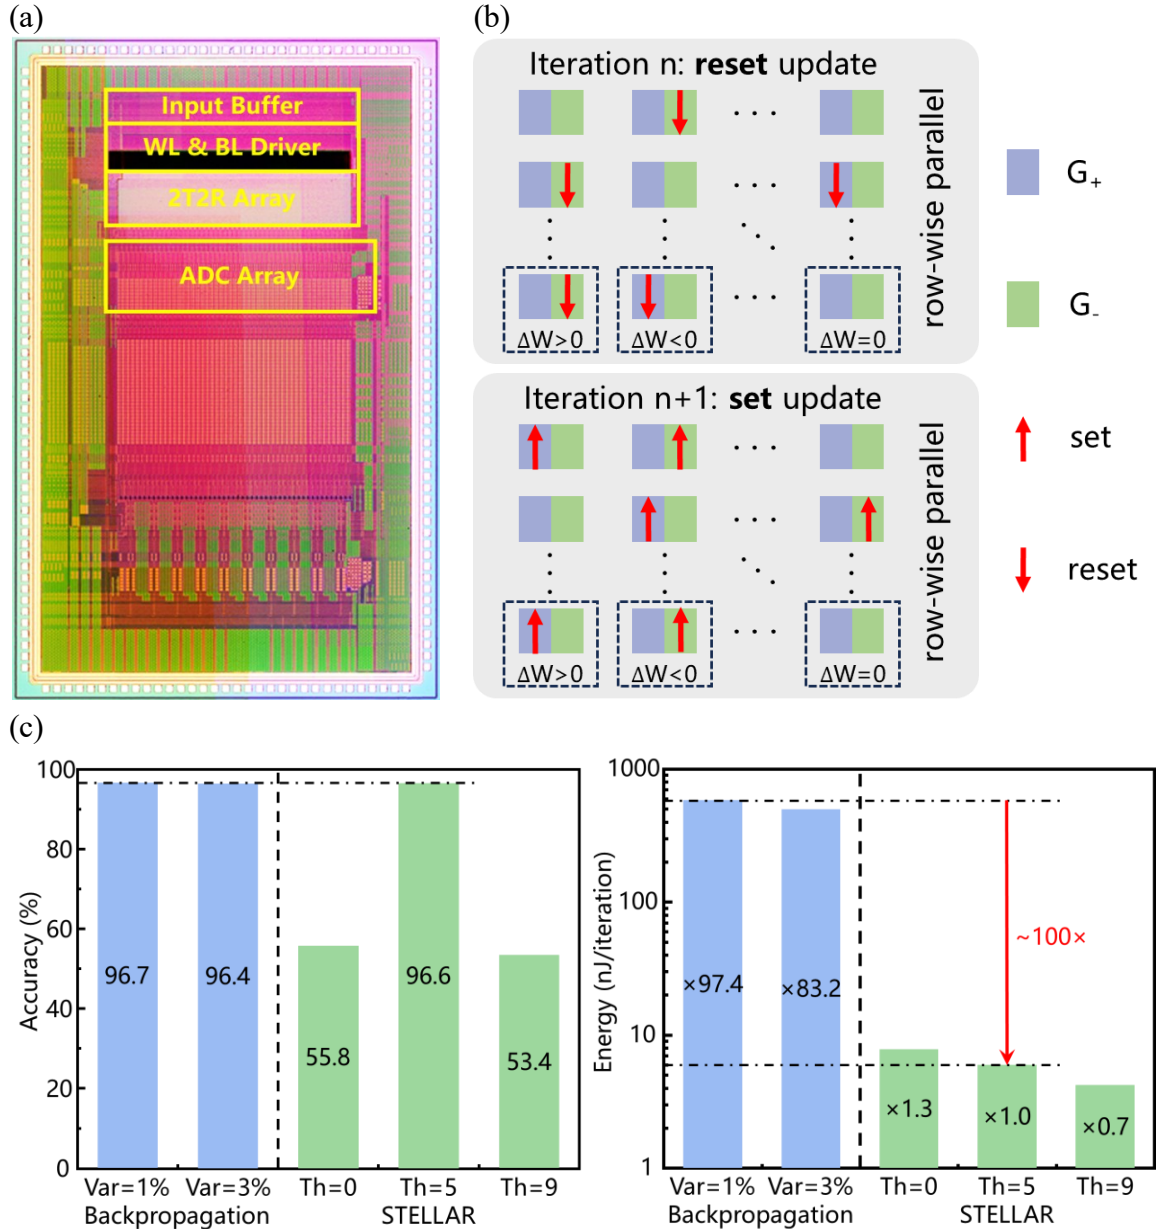 (a)
Input Buffer
WL & BL Driver
2T2R Array
ADC Array
(b)
Iteration n: reset update
ΔW>0
ΔW<0
ΔW=0
row-wise parallel
Iteration n+1: set update
ΔW>0
ΔW<0
ΔW=0
row-wise parallel
G+
G-
set
reset
(c)
Accuracy (%)
100
80
60
40
20
0
96.7
96.4
55.8
96.6
53.4
Var=1% Var=3% Th=0 Th=5 Th=9
Backpropagation STELLAR
Energy (nJ/iteration)
1000
100
10
1
×97.4
×83.2
×1.3
×1.0
×0.7
~100×
Var=1% Var=3% Th=0 Th=5 Th=9
Backpropagation STELLAR